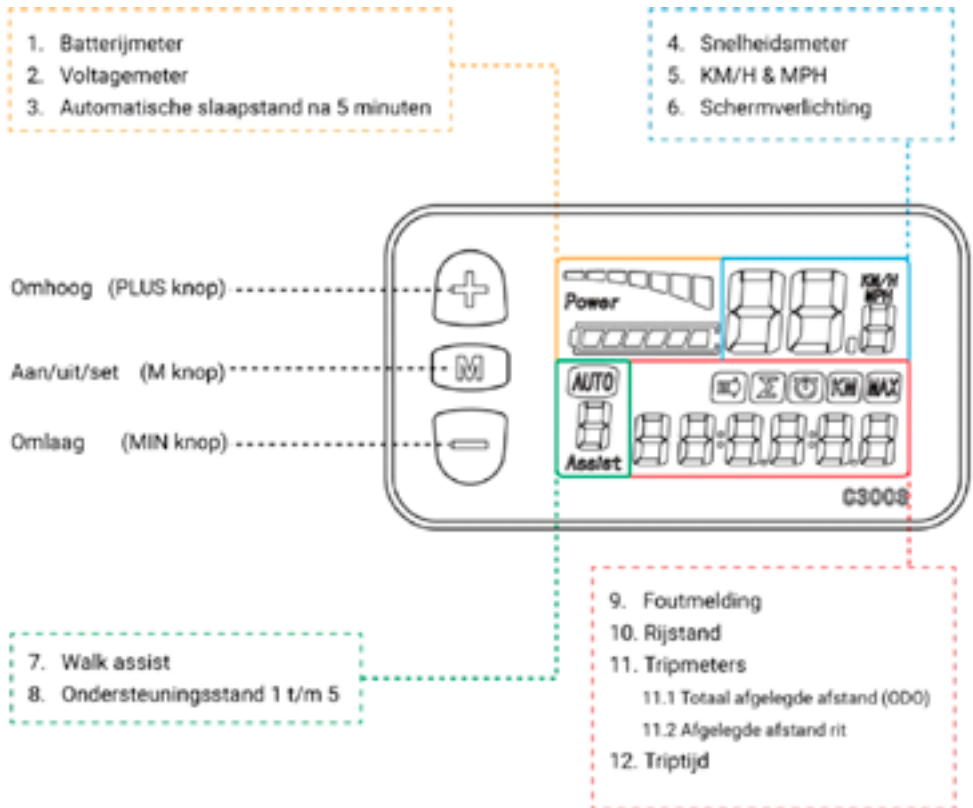 1. Batterijmeter
2. Voltagemeter
3. Automatische slaapstand na 5 minuten
4. Snelheidsmeter
5. KM/H & MPH
6. Schermverlichting
Omhoog (PLUS knop)
Aan/uit/set (M knop)
Omlaag (MIN knop)
M
Power
KM/H
MPH
AUTO
KM
MAX
Assist
C3008
7. Walk assist
8. Ondersteuningsstand 1 t/m 5
9. Foutmelding
10. Rijstand
11. Tripmeters
11.1 Totaal afgelegde afstand (ODO)
11.2 Afgelegde afstand rit
12. Triptijd